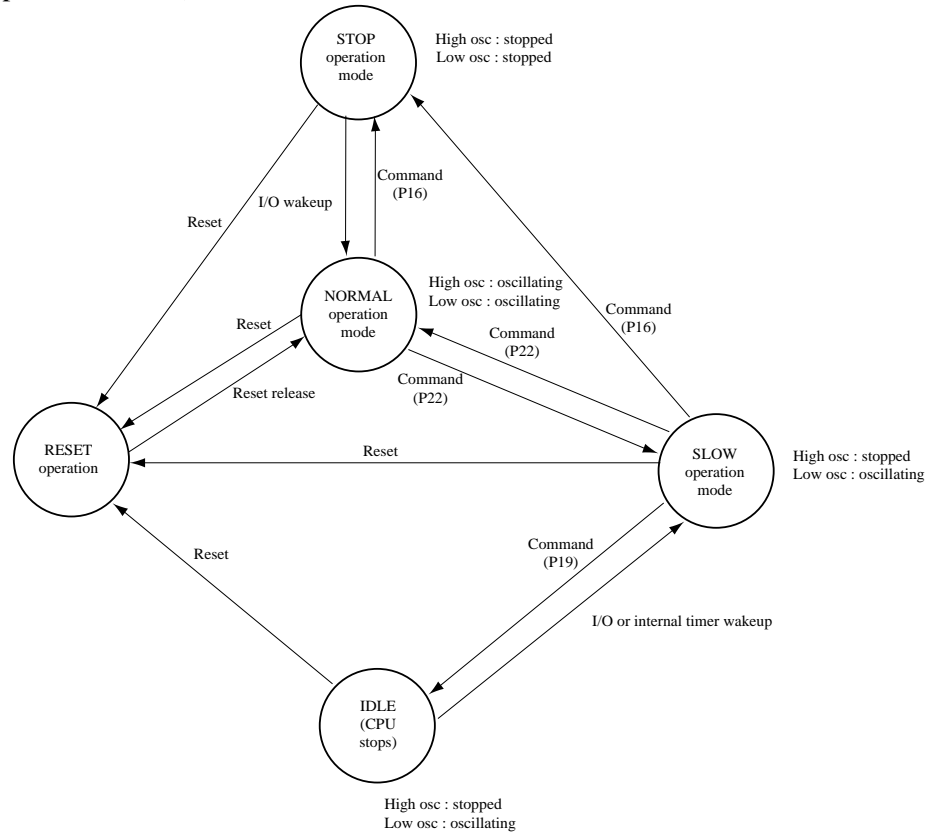 STOP
operation
mode
High osc : stopped
Low osc : stopped
Command
(P16)
I/O wakeup
Reset
NORMAL
operation
mode
High osc : oscillating
Low osc : oscillating
Command
(P16)
Reset
Command
(P22)
Command
(P22)
Reset release
RESET
operation
Reset
SLOW
operation
mode
High osc : stopped
Low osc : oscillating
Reset
Command
(P19)
I/O or internal timer wakeup
IDLE
(CPU
stops)
High osc : stopped
Low osc : oscillating